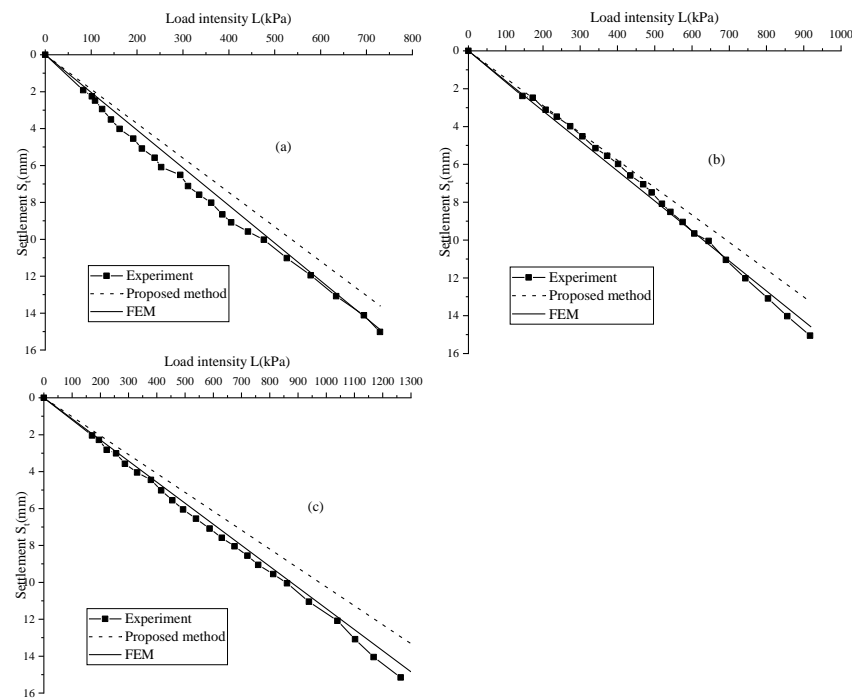 Load intensity L(kPa)
0 100 200 300 400 500 600 700 800
0
2
4
6
8
10
12
14
16
Settlement Sₜ(mm)
(a)
Experiment
Proposed method
FEM
Load intensity L(kPa)
0 100 200 300 400 500 600 700 800 900 1000
0
2
4
6
8
10
12
14
16
Settlement Sₜ(mm)
(b)
Experiment
Proposed method
FEM
Load intensity L(kPa)
0 100 200 300 400 500 600 700 800 900 1000 1100 1200 1300
0
2
4
6
8
10
12
14
16
Settlement Sₜ(mm)
(c)
Experiment
Proposed method
FEM